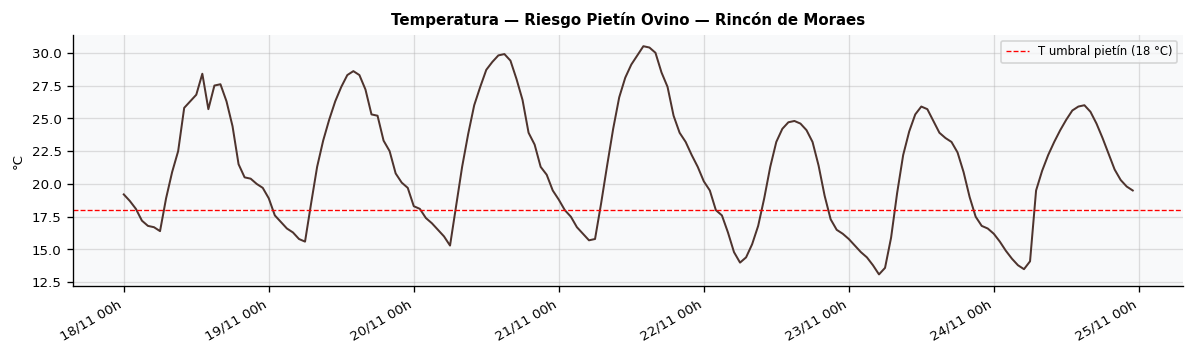 Temperatura — Riesgo Pietín Ovino — Rincón de Moraes
T umbral pietín (18 °C)
°C
30.0
27.5
25.0
22.5
20.0
17.5
15.0
12.5
18/11 00h
19/11 00h
20/11 00h
21/11 00h
22/11 00h
23/11 00h
24/11 00h
25/11 00h